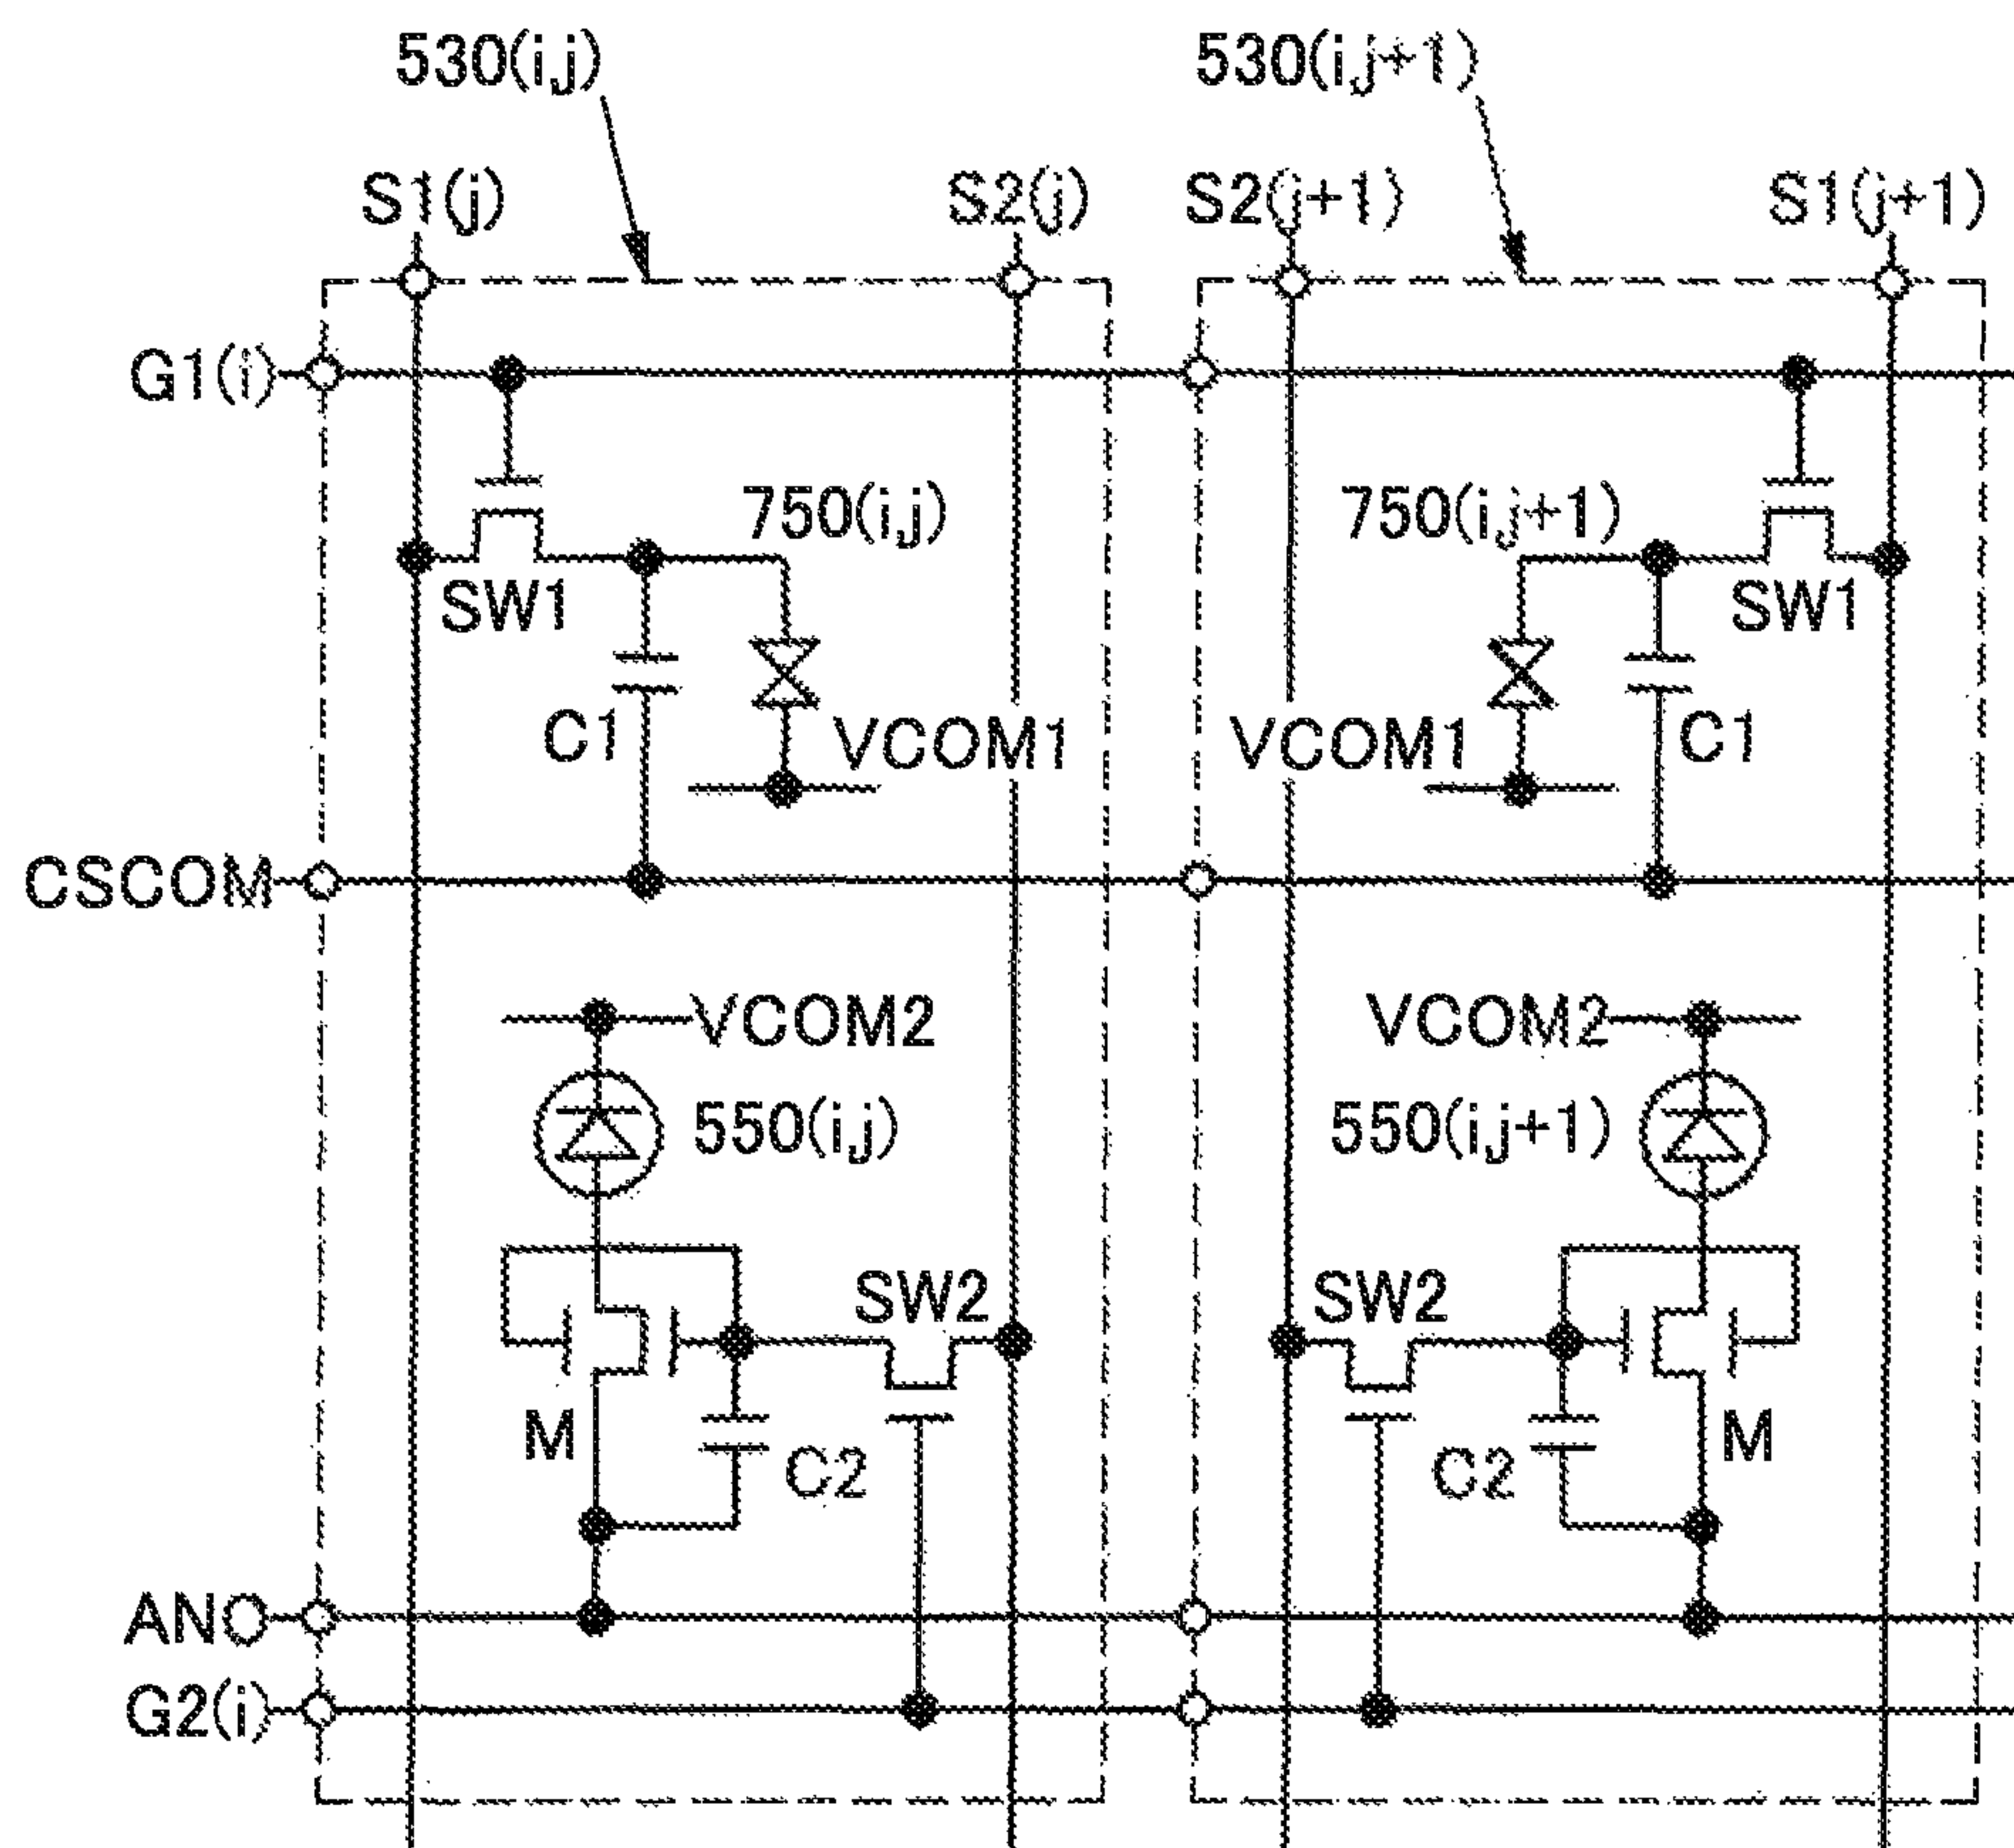 530(i,j) 530(i,j+1)
S1(j) S2(j) S2(j+1) S1(j+1)
G1(i)
750(i,j) 750(i,j+1)
SW1 SW1
C1 VCOM1 VCOM1 C1
CSCOM
VCOM2 VCOM2
550(i,j) 550(i,j+1)
SW2 SW2
M C2 C2 M
ANO
G2(i)